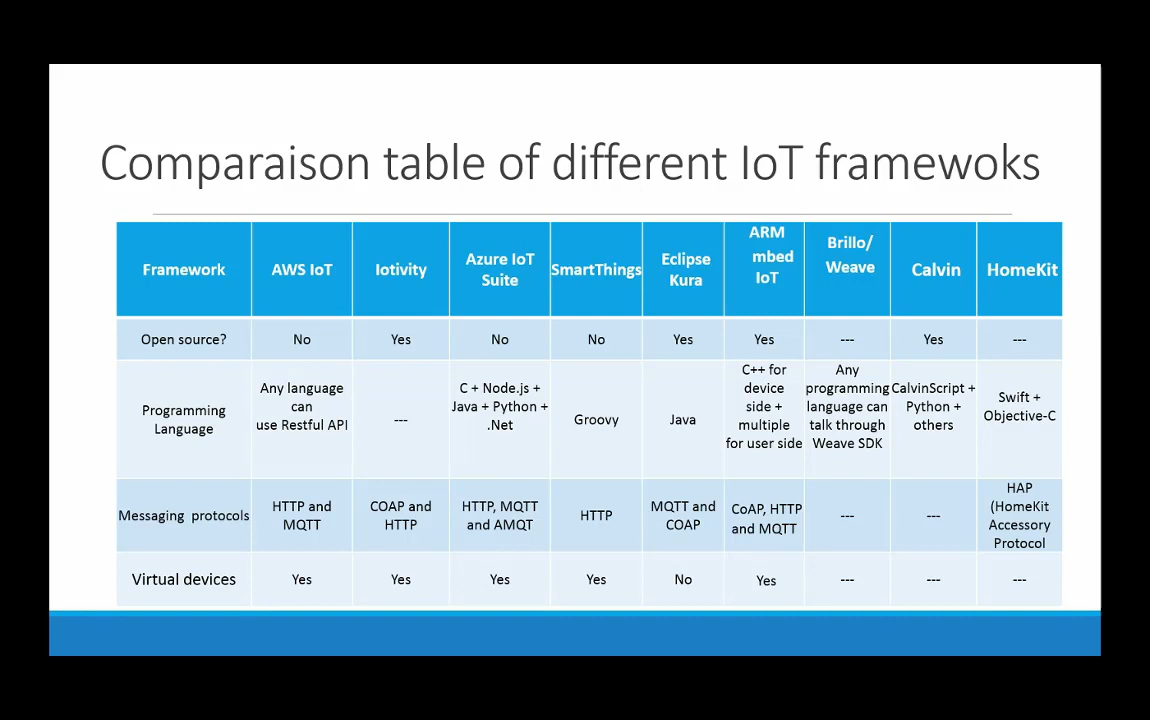 Comparaison table of different IoT framewoks
Framework
AWS IoT
Iotivity
Azure IoT
Suite
SmartThings
Eclipse
Kura
ARM
mbed
IoT
Brillo/
Weave
Calvin
HomeKit
Open source?
No
Yes
No
No
Yes
Yes
---
Yes
---
Programming
Language
Any language
can
use Restful API
---
C + Node.js +
Java + Python +
.Net
Groovy
Java
C++ for
device
side +
multiple
for user side
Any
programming
language can
talk through
Weave SDK
CalvinScript +
Python +
others
Swift +
Objective-C
Messaging protocols
HTTP and
MQTT
COAP and
HTTP
HTTP, MQTT
and AMQT
HTTP
MQTT and
COAP
CoAP, HTTP
and MQTT
---
---
HAP
(HomeKit
Accessory
Protocol
Virtual devices
Yes
Yes
Yes
Yes
No
Yes
---
---
---